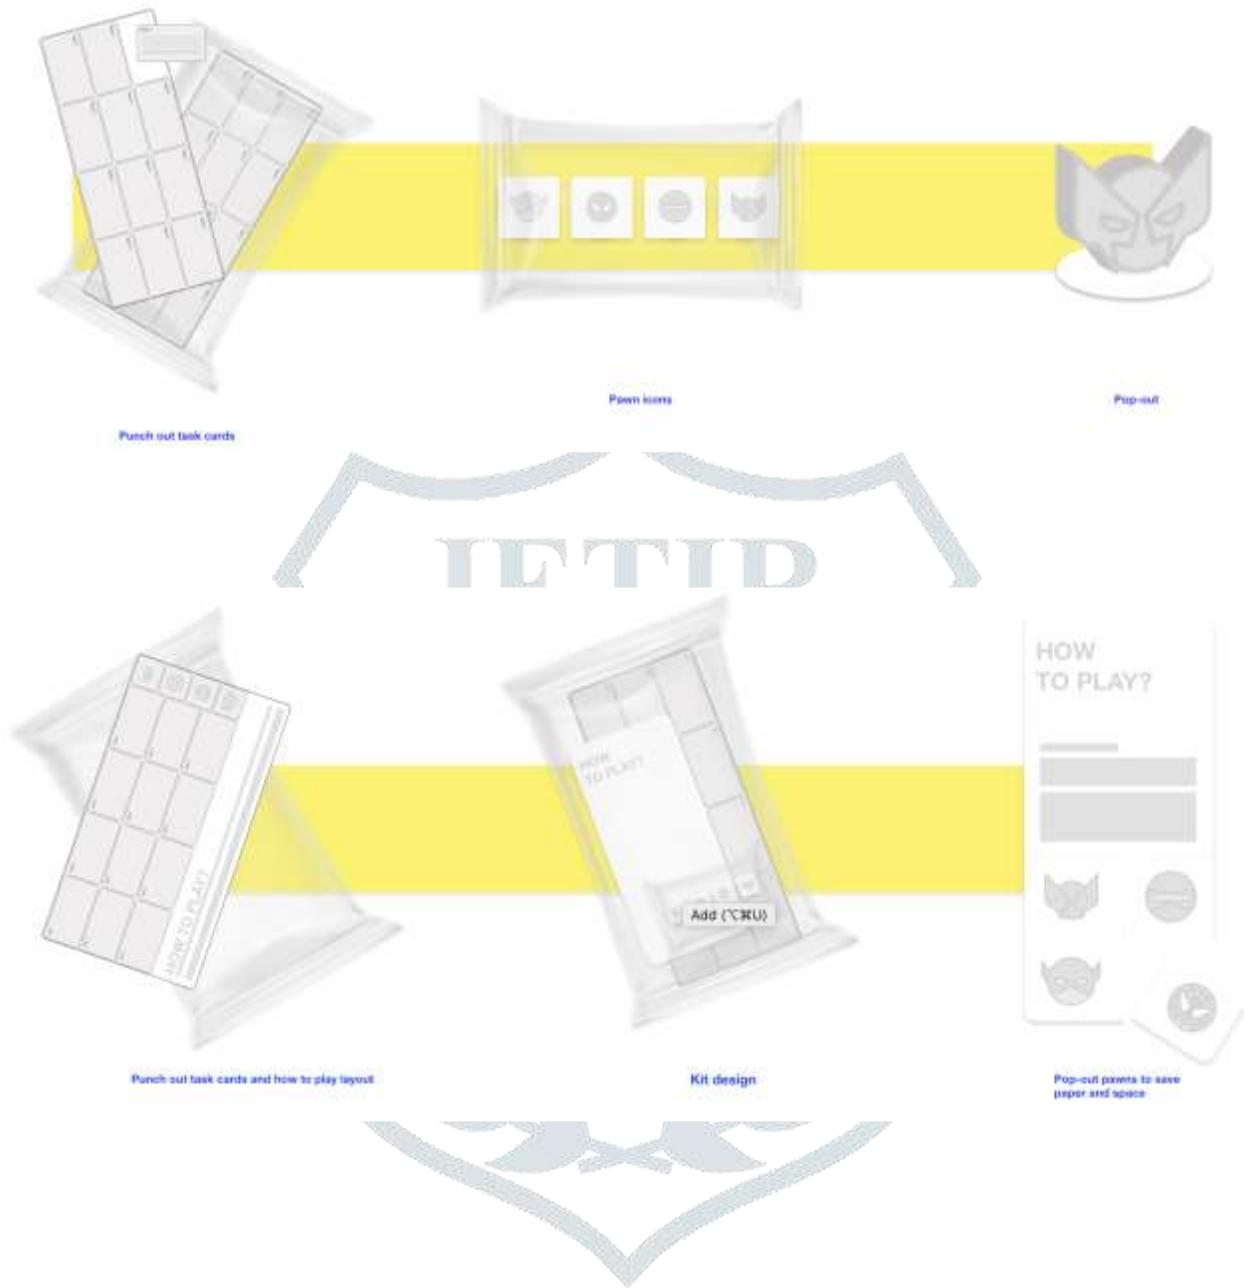 Pawn icons
Pop-out
Punch out task cards
HOW
TO PLAY?
HOW
TO PLAY?
HOW TO PLAY?
Add (⌥⌘U)
Punch out task cards and how to play layout
Kit design
Pop-out pawns to save
paper and space